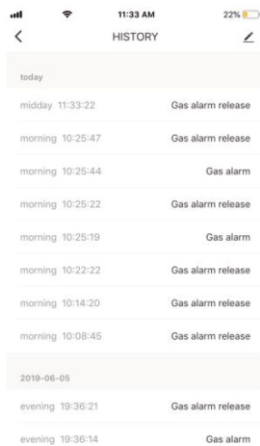 11:33 AM 22%
HISTORY
today
midday 11:33:22 Gas alarm release
morning 10:25:47 Gas alarm release
morning 10:25:44 Gas alarm
morning 10:25:22 Gas alarm release
morning 10:25:19 Gas alarm
morning 10:22:22 Gas alarm release
morning 10:14:20 Gas alarm release
morning 10:08:45 Gas alarm release
2019-06-05
evening 19:36:21 Gas alarm release
evening 19:36:14 Gas alarm